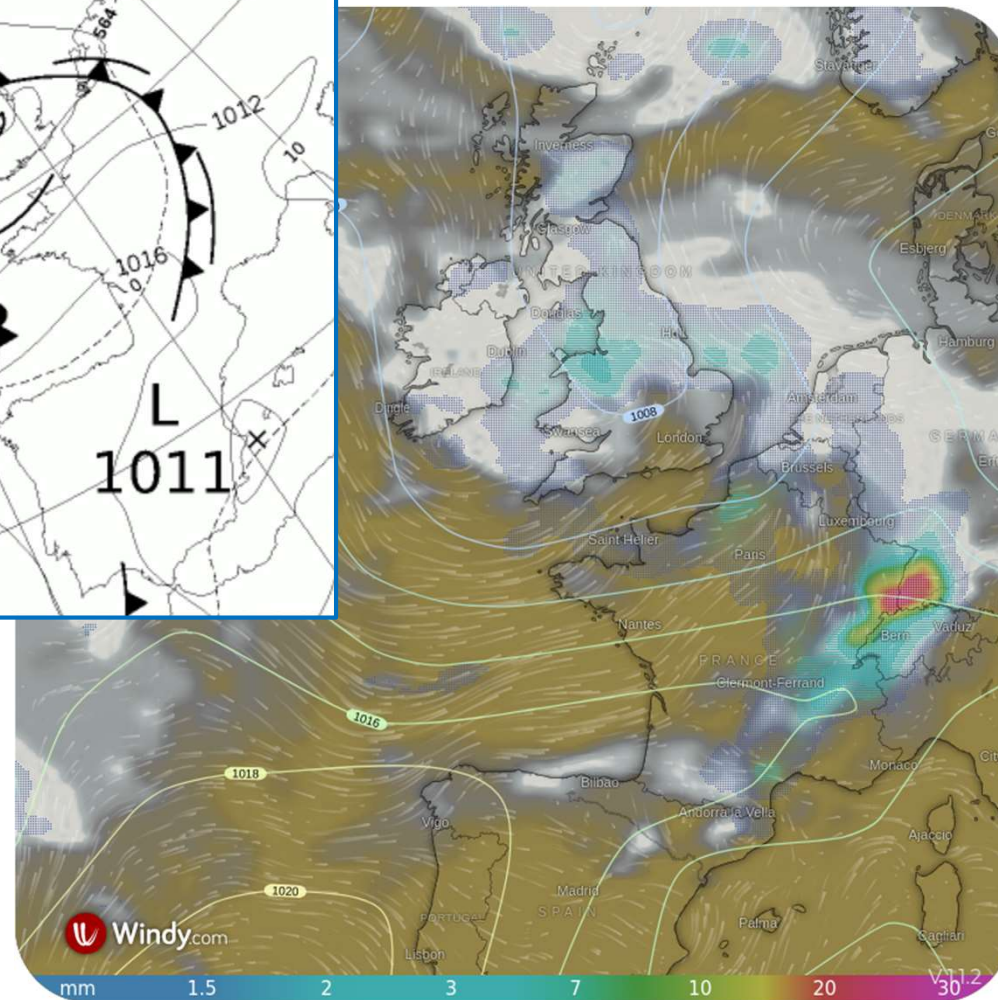 564
1012
10
1016
0
L
1011
Stavanger
Inverness
Glasgow
DENMARK
Esbjerg
UNITED KINGDOM
Douglas
Hull
Hamburg
Dublin
IRELAND
Amsterdam
THE NETHERLANDS
Dingle
1008
Swansea
London
GERMA
Brussels
Erf
Luxembourg
Saint Helier
Paris
Nantes
Bern
Vaduz
FRANCE
Clermont-Ferrand
1016
1018
Monaco
Bilbao
Andorra la Vella
Vigo
Ajaccio
1020
Madrid
SPAIN
PORTUGAL
Palma
Windy.com
Cagliari
Lisbon
V.11.2
mm 1.5 2 3 7 10 20 30